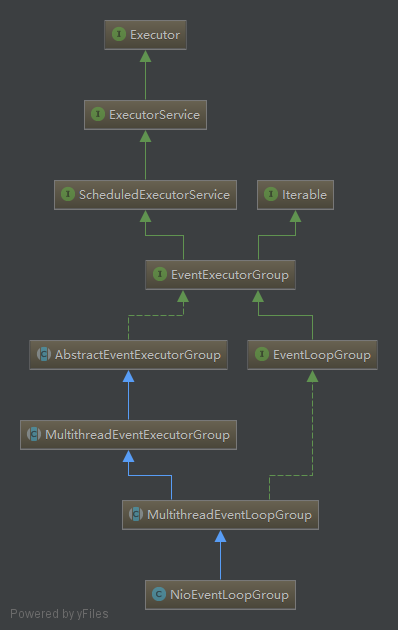 I Executor
I ExecutorService
I ScheduledExecutorService
I Iterable
I EventExecutorGroup
C AbstractEventExecutorGroup
I EventLoopGroup
C MultithreadEventExecutorGroup
C MultithreadEventLoopGroup
C NioEventLoopGroup
Powered by yFiles